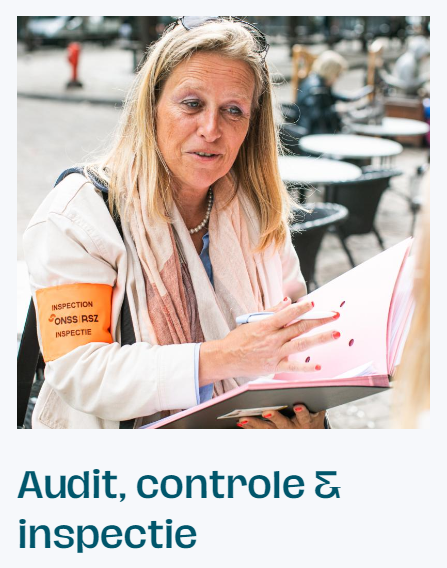 INSPECTION
ONSS RSZ
INSPECTIE
Audit, controle &
inspectie